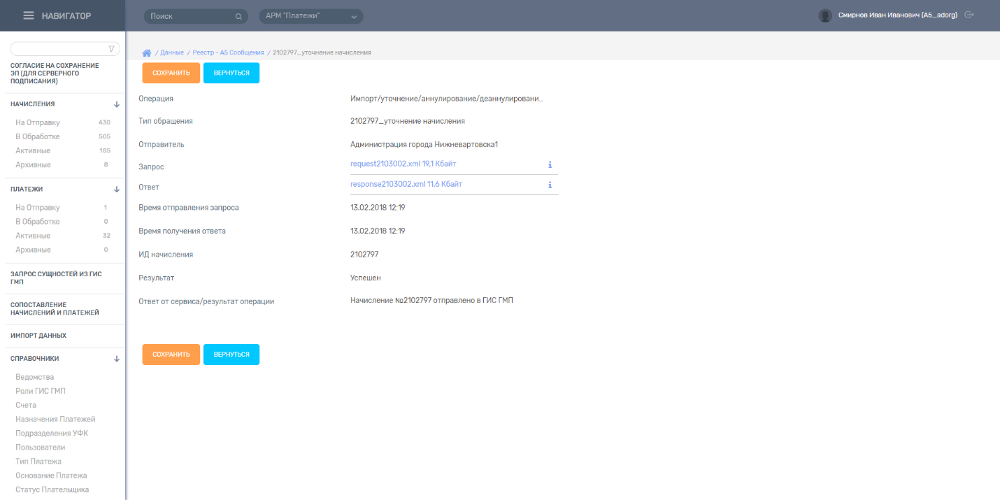 НАВИГАТОР
Поиск
АРМ "Платежи"
Смирнов Иван Иванович (A5_adorg)
/ Данные / Реестр - А5 Сообщения / 2102797_уточнение начисления
СОГЛАСИЕ НА СОХРАНЕНИЕ
ЭП (ДЛЯ СЕРВЕРНОГО
ПОДПИСАНИЯ)
НАЧИСЛЕНИЯ
На Отправку 430
В Обработке 505
Активные 185
Архивные 8
ПЛАТЕЖИ
На Отправку 1
В Обработке 0
Активные 32
Архивные 0
ЗАПРОС СУЩНОСТЕЙ ИЗ ГИС
ГМП
СОПОСТАВЛЕНИЕ
НАЧИСЛЕНИЙ И ПЛАТЕЖЕЙ
ИМПОРТ ДАННЫХ
СПРАВОЧНИКИ
Ведомства
Роли ГИС ГМП
Счета
Назначения Платежей
Подразделения УФК
Пользователи
Тип Платежа
Основание Платежа
Статус Плательщика
СОХРАНИТЬ ВЕРНУТЬСЯ
Операция Импорт/уточнение/аннулирование/деаннулировани...
Тип обращения 2102797_уточнение начисления
Отправитель Администрация города Нижневартовска1
Запрос request2103002.xml 19,1 Кбайт
Ответ response2103002.xml 11,6 Кбайт
Время отправления запроса 13.02.2018 12:19
Время получения ответа 13.02.2018 12:19
ИД начисления 2102797
Результат Успешен
Ответ от сервиса/результат операции Начисление №2102797 отправлено в ГИС ГМП
СОХРАНИТЬ ВЕРНУТЬСЯ